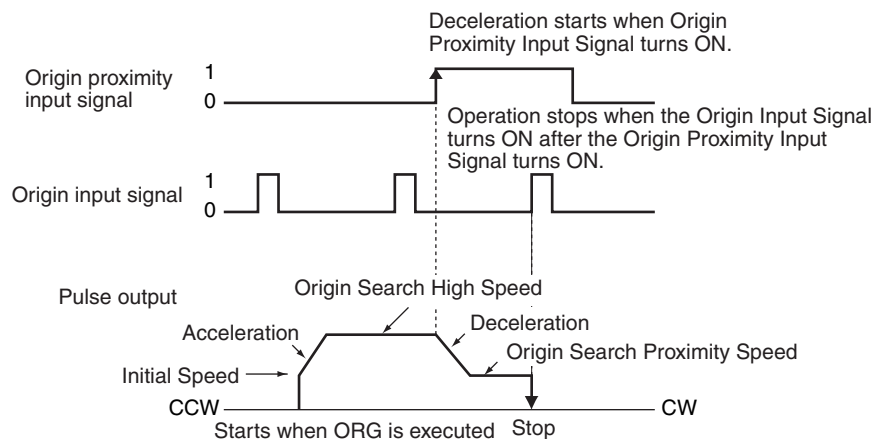 Deceleration starts when Origin
Proximity Input Signal turns ON.
Origin proximity
input signal
1
0
Operation stops when the Origin Input Signal
turns ON after the Origin Proximity Input
Signal turns ON.
Origin input signal
1
0
Pulse output
Origin Search High Speed
Acceleration
Deceleration
Origin Search Proximity Speed
Initial Speed
CCW
CW
Starts when ORG is executed
Stop